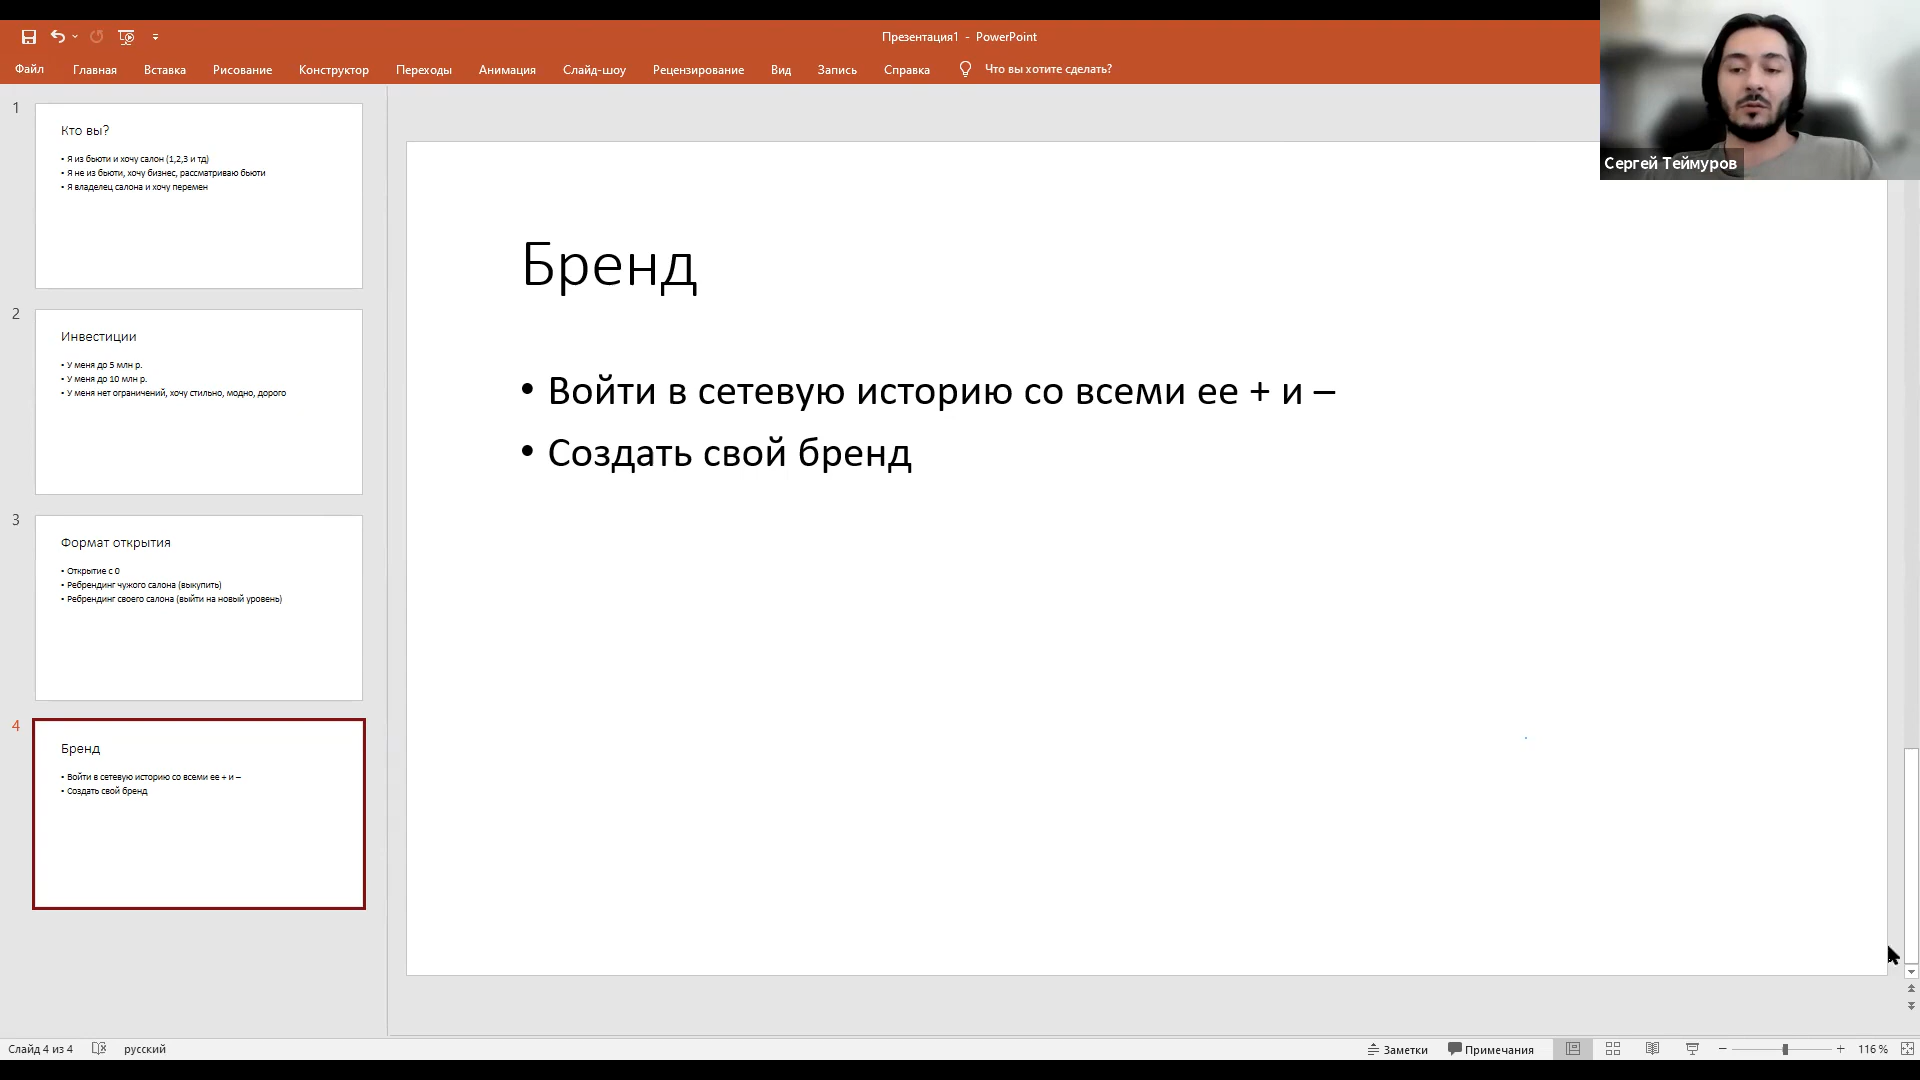 Презентация1 - PowerPoint
Файл Главная Вставка Рисование Конструктор Переходы Анимация Слайд-шоу Рецензирование Вид Запись Справка Что вы хотите сделать?
Сергей Теймуров
1
Кто вы?
• Я из бьюти и хочу салон (1,2,3 и тд)
• Я не из бьюти, хочу бизнес, рассматриваю бьюти
• Я владелец салона и хочу перемен
2
Инвестиции
• У меня до 5 млн р.
• У меня до 10 млн р.
• У меня нет ограничений, хочу стильно, модно, дорого
3
Формат открытия
• Открытие с 0
• Ребрендинг чужого салона (выкупить)
• Ребрендинг своего салона (выйти на новый уровень)
4
Бренд
• Войти в сетевую историю со всеми ее + и –
• Создать свой бренд
Бренд
• Войти в сетевую историю со всеми ее + и –
• Создать свой бренд
Слайд 4 из 4 русский Заметки Примечания 116 %